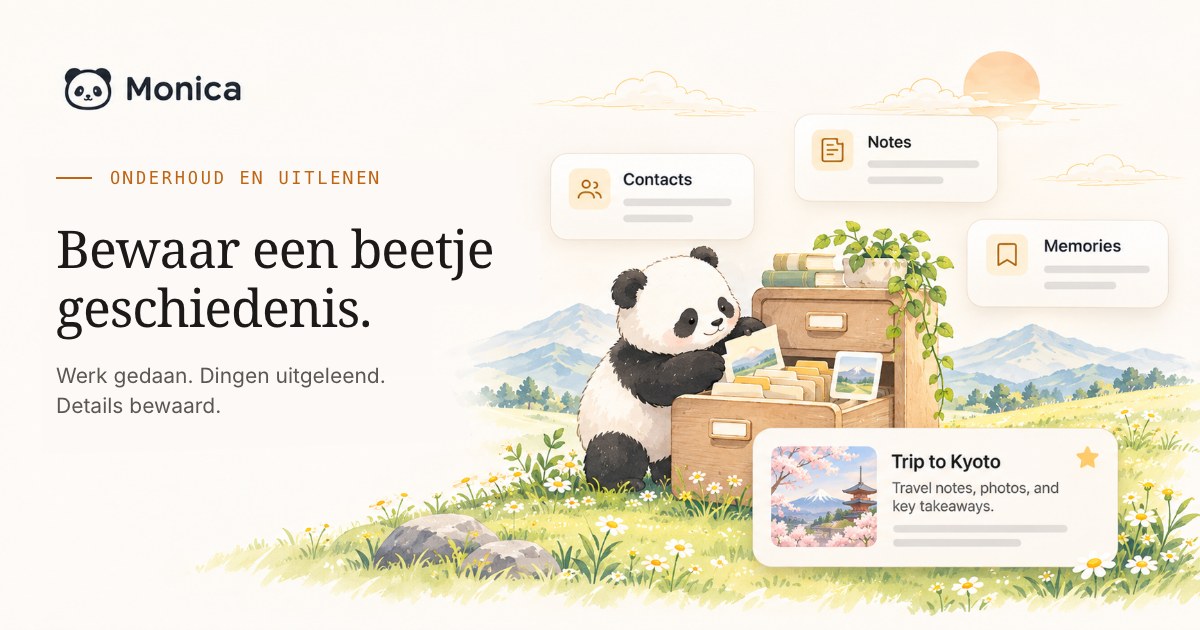 Monica
ONDERHOUD EN UITLENEN
Bewaar een beetje
geschiedenis.
Werk gedaan. Dingen uitgeleend.
Details bewaard.
Contacts
Notes
Memories
Trip to Kyoto
Travel notes, photos, and
key takeaways.